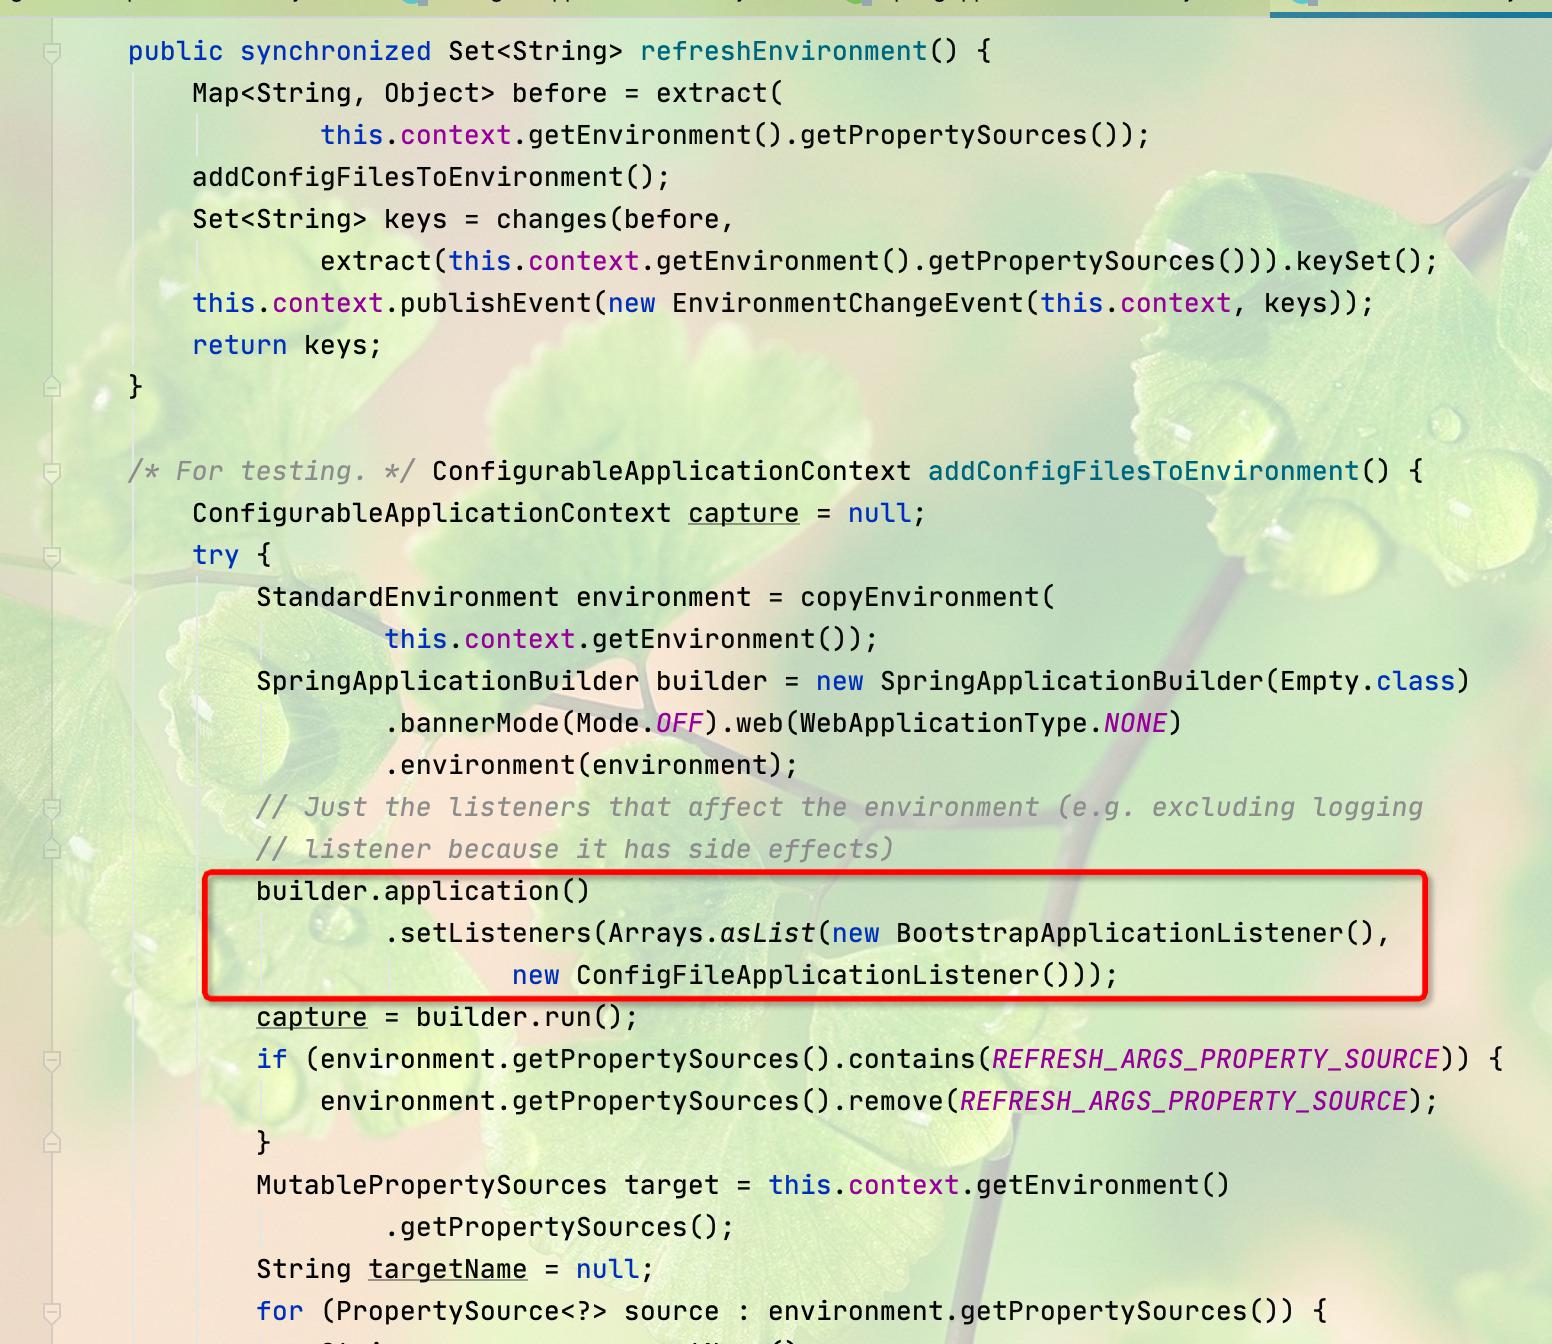 public synchronized Set<String> refreshEnvironment() {
Map<String, Object> before = extract(
this.context.getEnvironment().getPropertySources());
addConfigFilesToEnvironment();
Set<String> keys = changes(before,
extract(this.context.getEnvironment().getPropertySources())).keySet();
this.context.publishEvent(new EnvironmentChangeEvent(this.context, keys));
return keys;
}
/* For testing. */ ConfigurableApplicationContext addConfigFilesToEnvironment() {
ConfigurableApplicationContext capture = null;
try {
StandardEnvironment environment = copyEnvironment(
this.context.getEnvironment());
SpringApplicationBuilder builder = new SpringApplicationBuilder(Empty.class)
.bannerMode(Mode.OFF).web(WebApplicationType.NONE)
.environment(environment);
// Just the listeners that affect the environment (e.g. excluding logging
// listener because it has side effects)
builder.application()
.setListeners(Arrays.asList(new BootstrapApplicationListener(),
new ConfigFileApplicationListener()));
capture = builder.run();
if (environment.getPropertySources().contains(REFRESH_ARGS_PROPERTY_SOURCE)) {
environment.getPropertySources().remove(REFRESH_ARGS_PROPERTY_SOURCE);
}
MutablePropertySources target = this.context.getEnvironment()
.getPropertySources();
String targetName = null;
for (PropertySource<?> source : environment.getPropertySources()) {